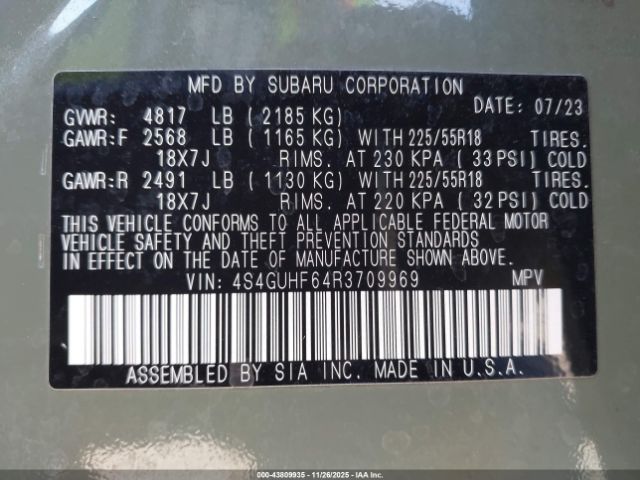 MFD BY SUBARU CORPORATION
GVWR: 4817 LB ( 2185 KG) DATE: 07/23
GAWR:F 2568 LB ( 1165 KG) WITH 225/55R18 TIRES.
18X7J RIMS. AT 230 KPA ( 33 PSI) COLD
GAWR:R 2491 LB ( 1130 KG) WITH 225/55R18 TIRES.
18X7J RIMS. AT 220 KPA ( 32 PSI) COLD
THIS VEHICLE CONFORMS TO ALL APPLICABLE FEDERAL MOTOR
VEHICLE SAFETY AND THEFT PREVENTION STANDARDS
IN EFFECT ON THE DATE OF MANUFACTURE SHOWN ABOVE.
VIN: 4S4GUHF64R3709969 MPV
ASSEMBLED BY SIA INC. MADE IN U.S.A.
000-43809935 - 11/26/2025 - IAA Corp.